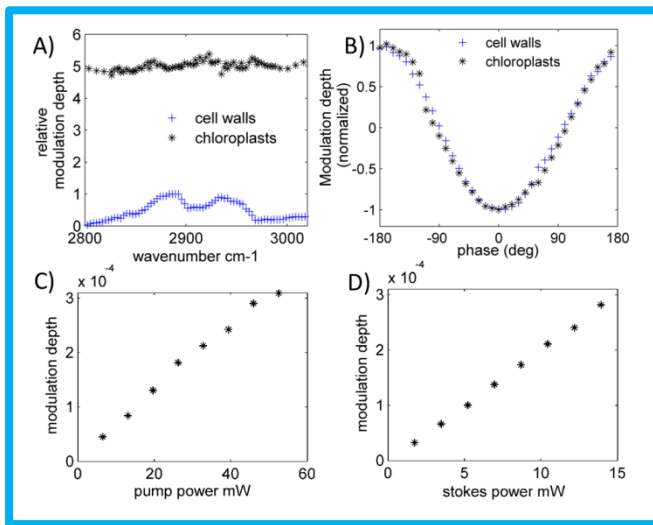 A)
6
5
4
3
2
1
0
2800
2900
3000
relative
modulation depth
wavenumber cm-1
cell walls
chloroplasts
B)
1
0.5
0
-0.5
-1
-180
-90
0
90
180
Modulation depth
(normalized)
phase (deg)
cell walls
chloroplasts
C)
x 10⁻⁴
3
2
1
0
0
20
40
60
modulation depth
pump power mW
D)
x 10⁻⁴
3
2
1
0
0
5
10
15
modulation depth
stokes power mW